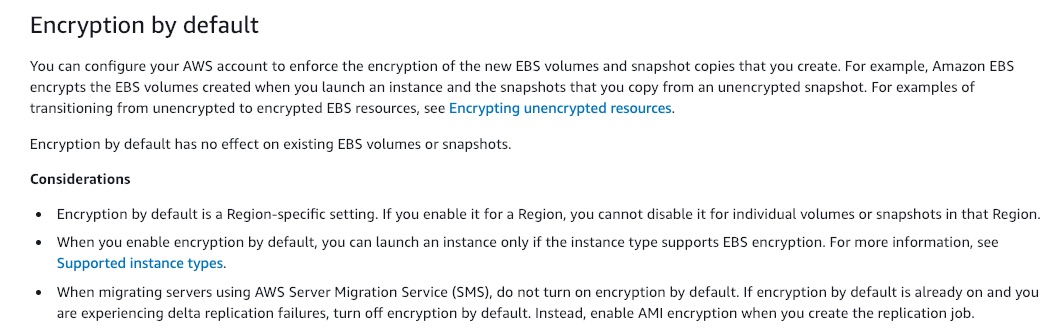 Encryption by default
You can configure your AWS account to enforce the encryption of the new EBS volumes and snapshot copies that you create. For example, Amazon EBS
encrypts the EBS volumes created when you launch an instance and the snapshots that you copy from an unencrypted snapshot. For examples of
transitioning from unencrypted to encrypted EBS resources, see Encrypting unencrypted resources.
Encryption by default has no effect on existing EBS volumes or snapshots.
Considerations
• Encryption by default is a Region-specific setting. If you enable it for a Region, you cannot disable it for individual volumes or snapshots in that Region.
• When you enable encryption by default, you can launch an instance only if the instance type supports EBS encryption. For more information, see
Supported instance types.
• When migrating servers using AWS Server Migration Service (SMS), do not turn on encryption by default. If encryption by default is already on and you
are experiencing delta replication failures, turn off encryption by default. Instead, enable AMI encryption when you create the replication job.